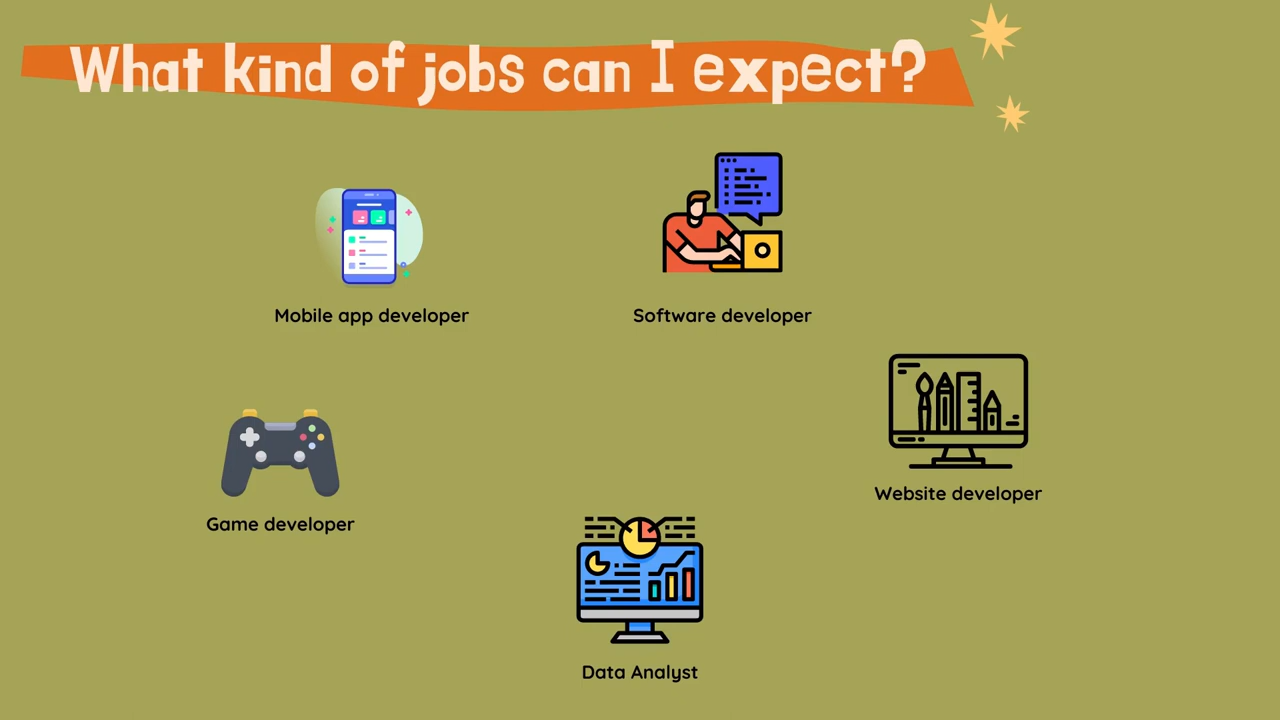 What kind of jobs can I expect?
Mobile app developer
Software developer
Website developer
Game developer
Data Analyst